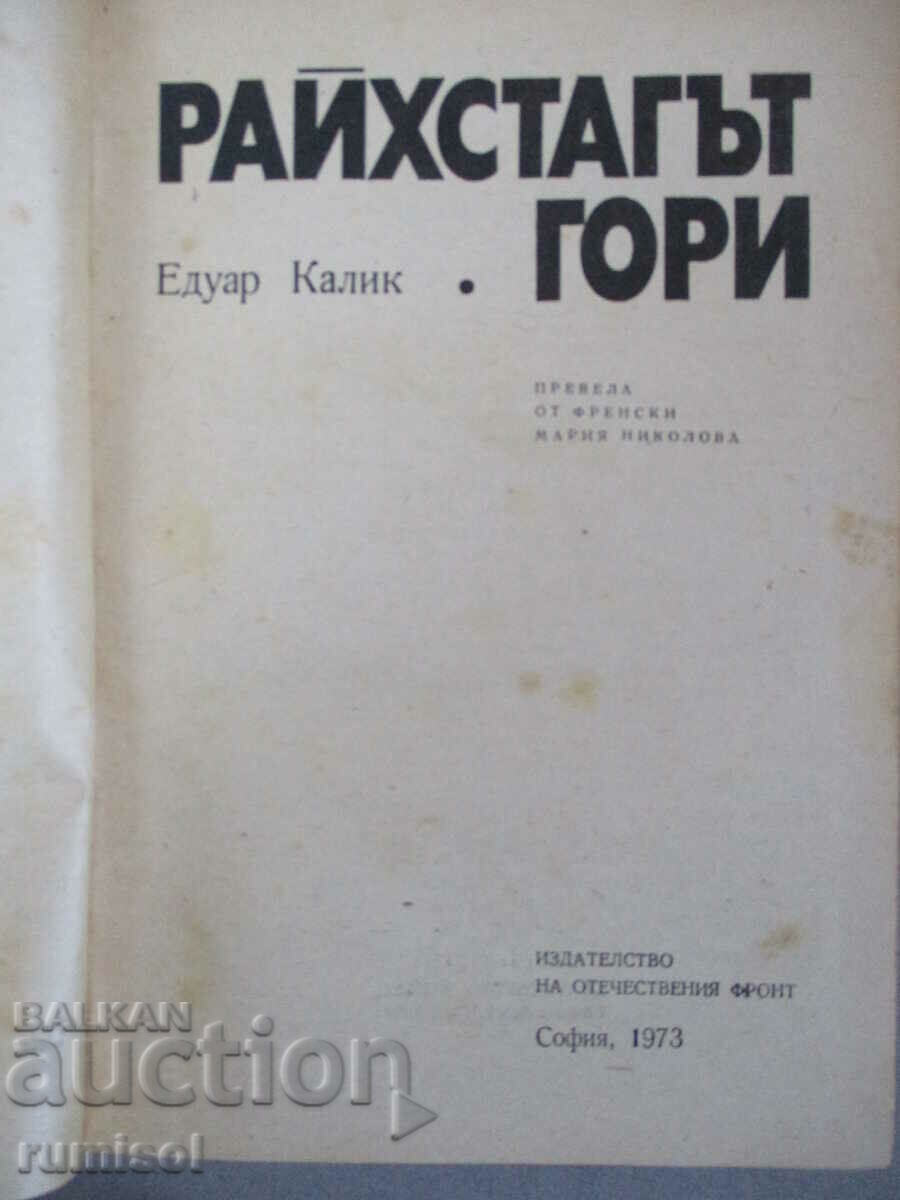 РАЙХСТАГЪТ
ГОРИ
Едуар Калик .
ПРЕВЕЛА
ОТ ФРЕНСКИ
МАРИЯ НИКОЛОВА
ИЗДАТЕЛСТВО
НА ОТЕЧЕСТВЕНИЯ ФРОНТ
София, 1973
BALKAN
auction
rumisol